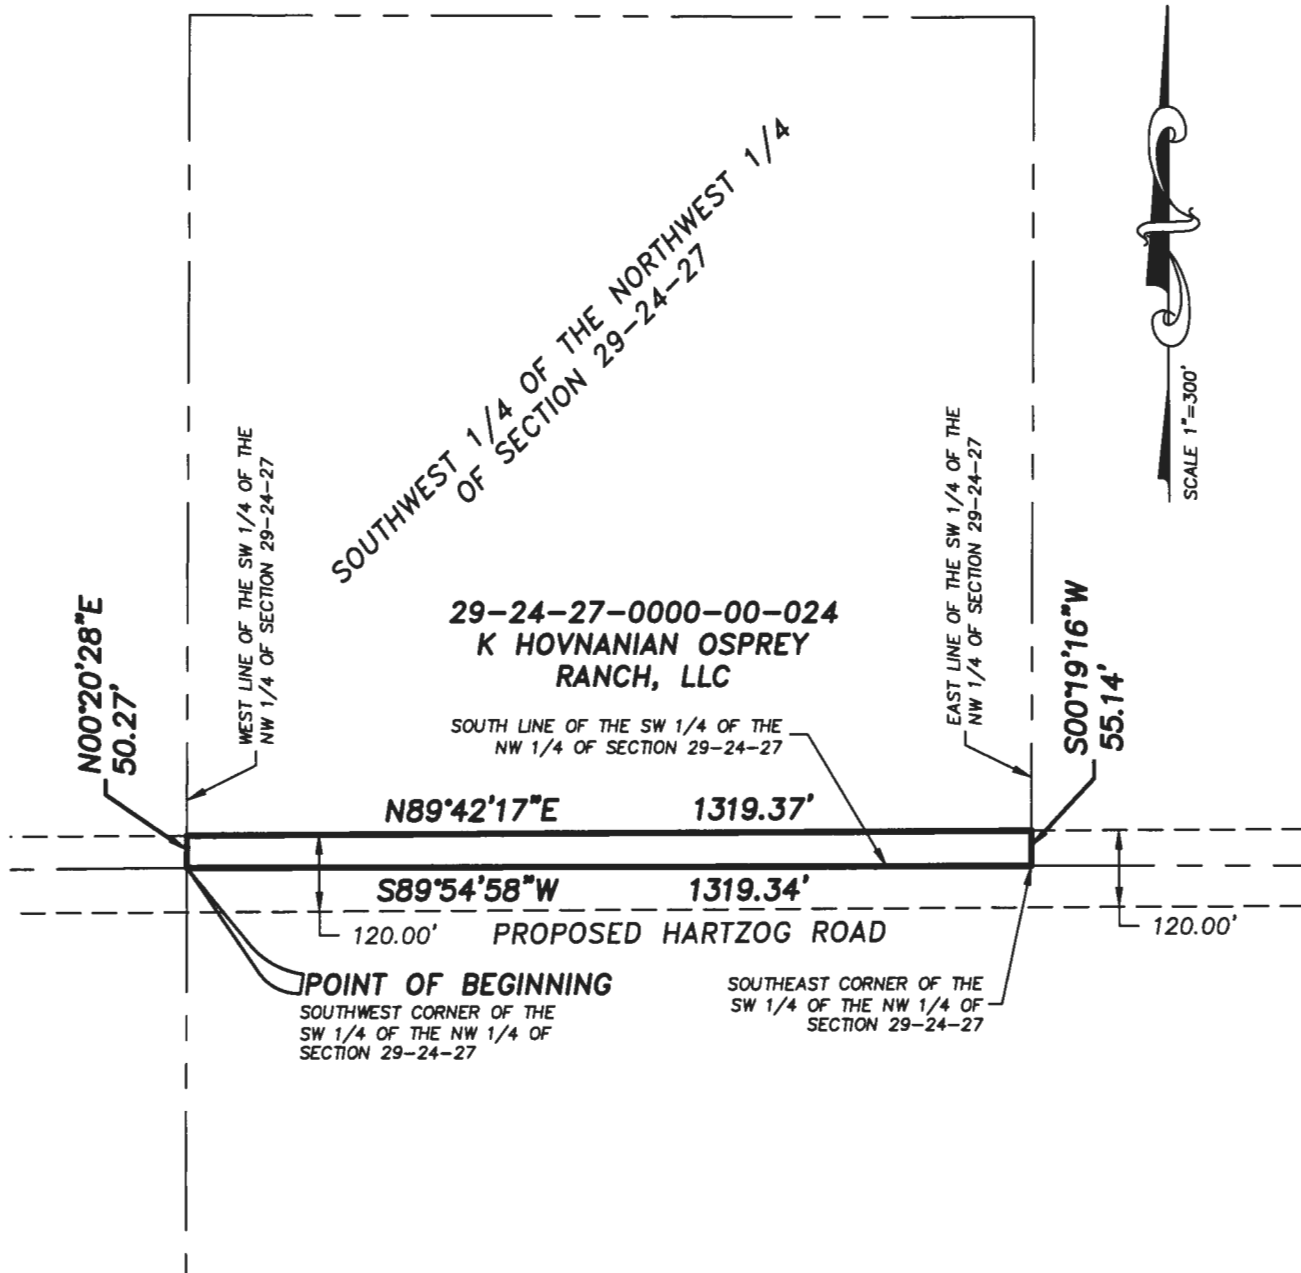 SOUTHWEST 1/4 OF THE NORTHWEST 1/4
OF SECTION 29-24-27
SCALE 1"=300'
WEST LINE OF THE SW 1/4 OF THE
NW 1/4 OF SECTION 29-24-27
EAST LINE OF THE SW 1/4 OF THE
NW 1/4 OF SECTION 29-24-27
N00°20'28"E
50.27'
29-24-27-0000-00-024
K HOVNANIAN OSPREY
RANCH, LLC
S00°19'16"W
55.14'
SOUTH LINE OF THE SW 1/4 OF THE
NW 1/4 OF SECTION 29-24-27
N89°42'17"E 1319.37'
S89°54'58"W 1319.34'
120.00' PROPOSED HARTZOG ROAD
120.00'
POINT OF BEGINNING
SOUTHWEST CORNER OF THE
SW 1/4 OF THE NW 1/4 OF
SECTION 29-24-27
SOUTHEAST CORNER OF THE
SW 1/4 OF THE NW 1/4 OF
SECTION 29-24-27